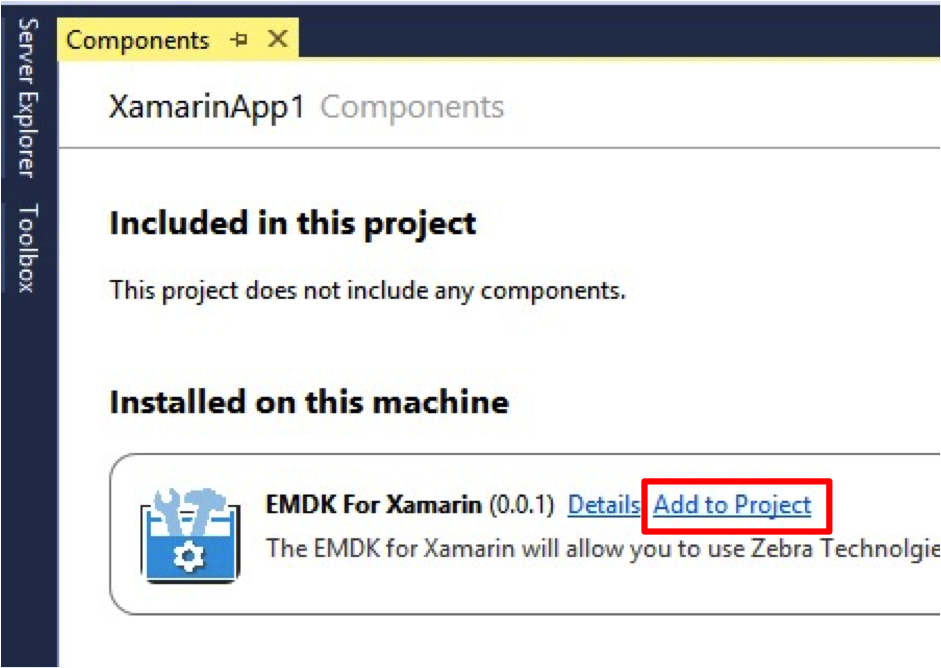 Server Explorer
Toolbox
Components
XamarinApp1 Components
Included in this project
This project does not include any components.
Installed on this machine
EMDK For Xamarin (0.0.1) Details Add to Project
The EMDK for Xamarin will allow you to use Zebra Technolgie